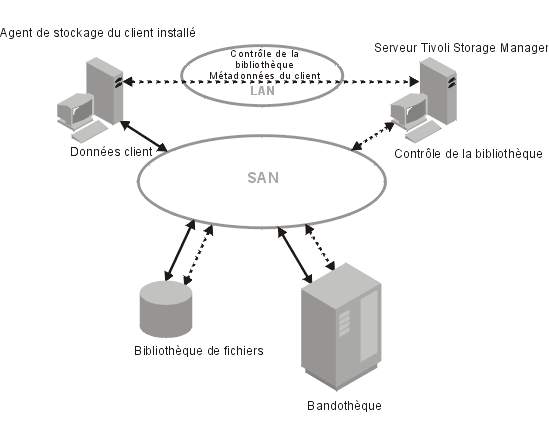 Agent de stockage du client installé
Serveur Tivoli Storage Manager
Contrôle de la
bibliothèque
Métadonnées du client
LAN
Données client
Contrôle de la bibliothèque
SAN
Bibliothèque de fichiers
Bandothèque